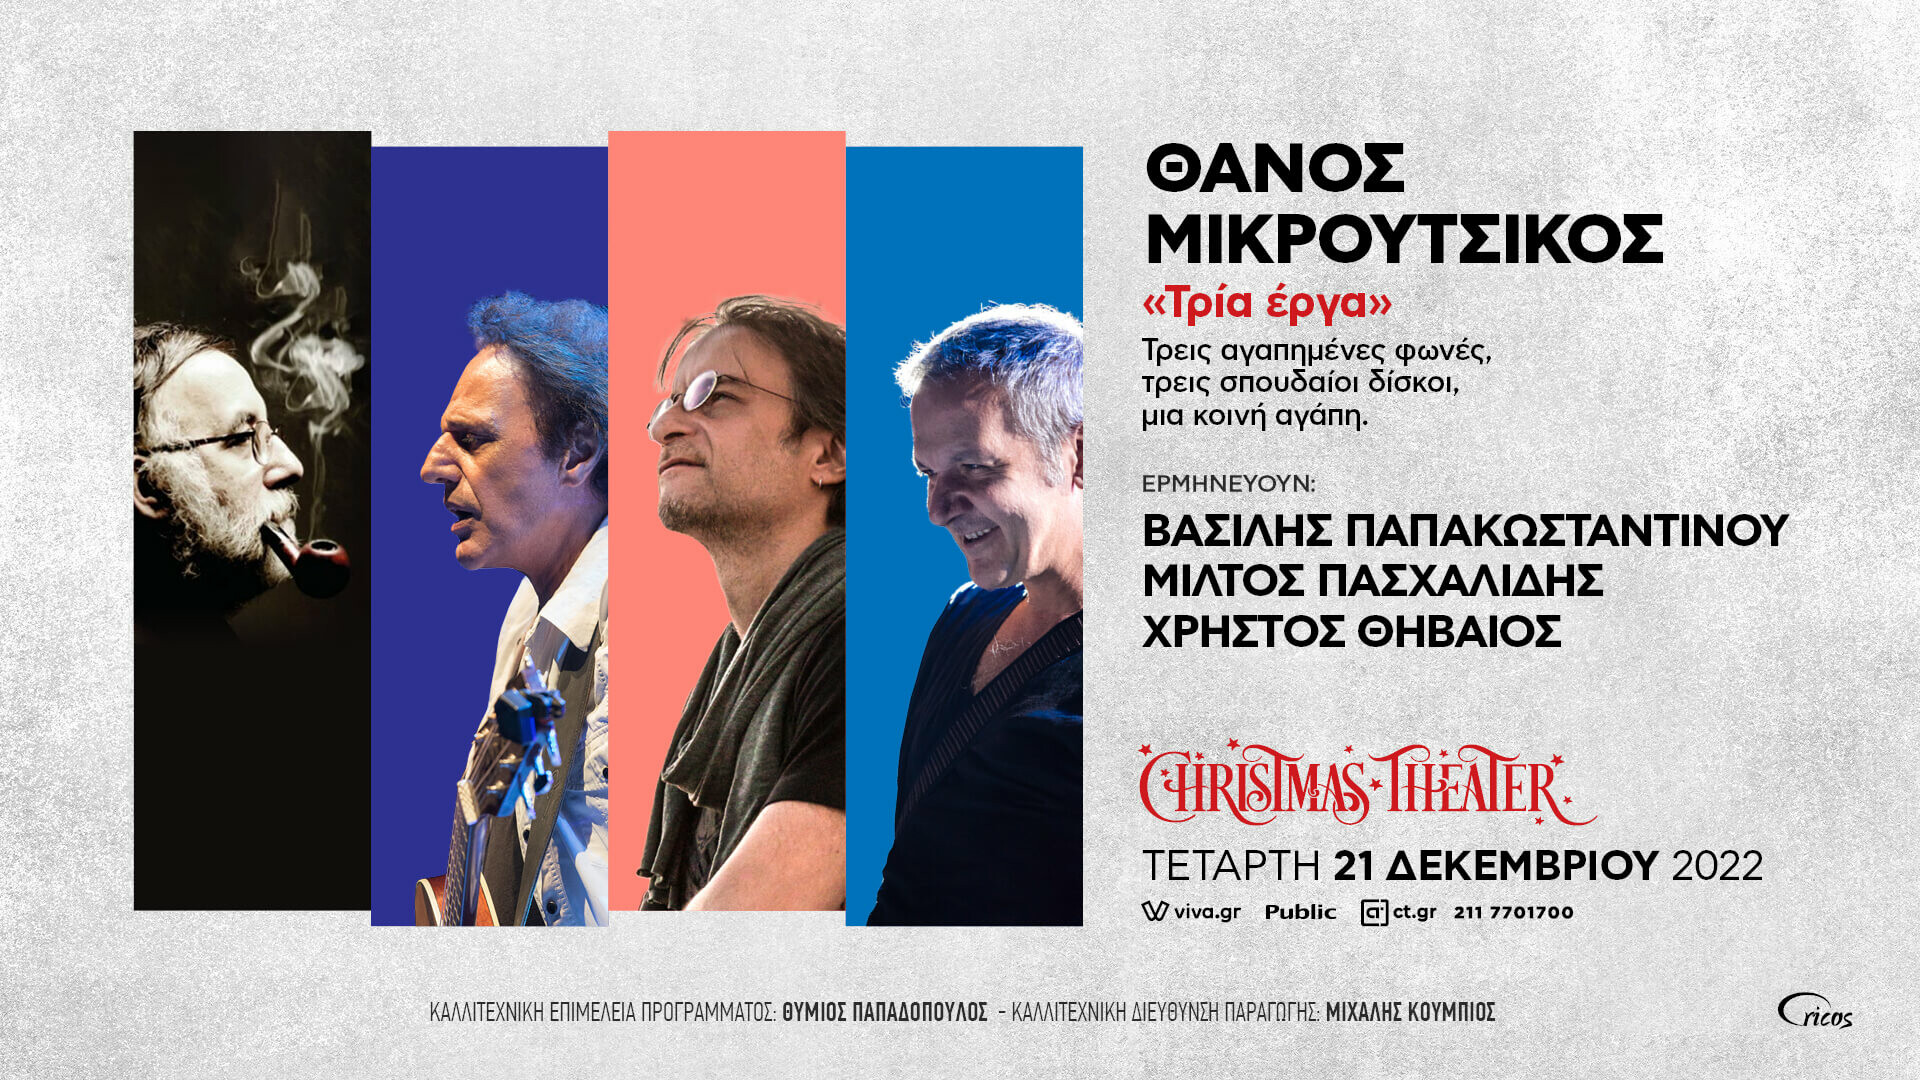 ΘΑΝΟΣ
ΜΙΚΡΟΥΤΣΙΚΟΣ
«Τρία έργα»
Τρεις αγαπημένες φωνές,
τρεις σπουδαίοι δίσκοι,
μια κοινή αγάπη.
ΕΡΜΗΝΕΥΟΥΝ:
ΒΑΣΙΛΗΣ ΠΑΠΑΚΩΣΤΑΝΤΙΝΟΥ
ΜΙΛΤΟΣ ΠΑΣΧΑΛΙΔΗΣ
ΧΡΗΣΤΟΣ ΘΗΒΑΙΟΣ
CHRISTMAS THEATER
ΤΕΤΑΡΤΗ 21 ΔΕΚΕΜΒΡΙΟΥ 2022
viva.gr Public ct.gr 211 7701700
ΚΑΛΛΙΤΕΧΝΙΚΗ ΕΠΙΜΕΛΕΙΑ ΠΡΟΓΡΑΜΜΑΤΟΣ: ΘΥΜΙΟΣ ΠΑΠΑΔΟΠΟΥΛΟΣ - ΚΑΛΛΙΤΕΧΝΙΚΗ ΔΙΕΥΘΥΝΣΗ ΠΑΡΑΓΩΓΗΣ: ΜΙΧΑΛΗΣ ΚΟΥΜΠΙΟΣ
Cricos